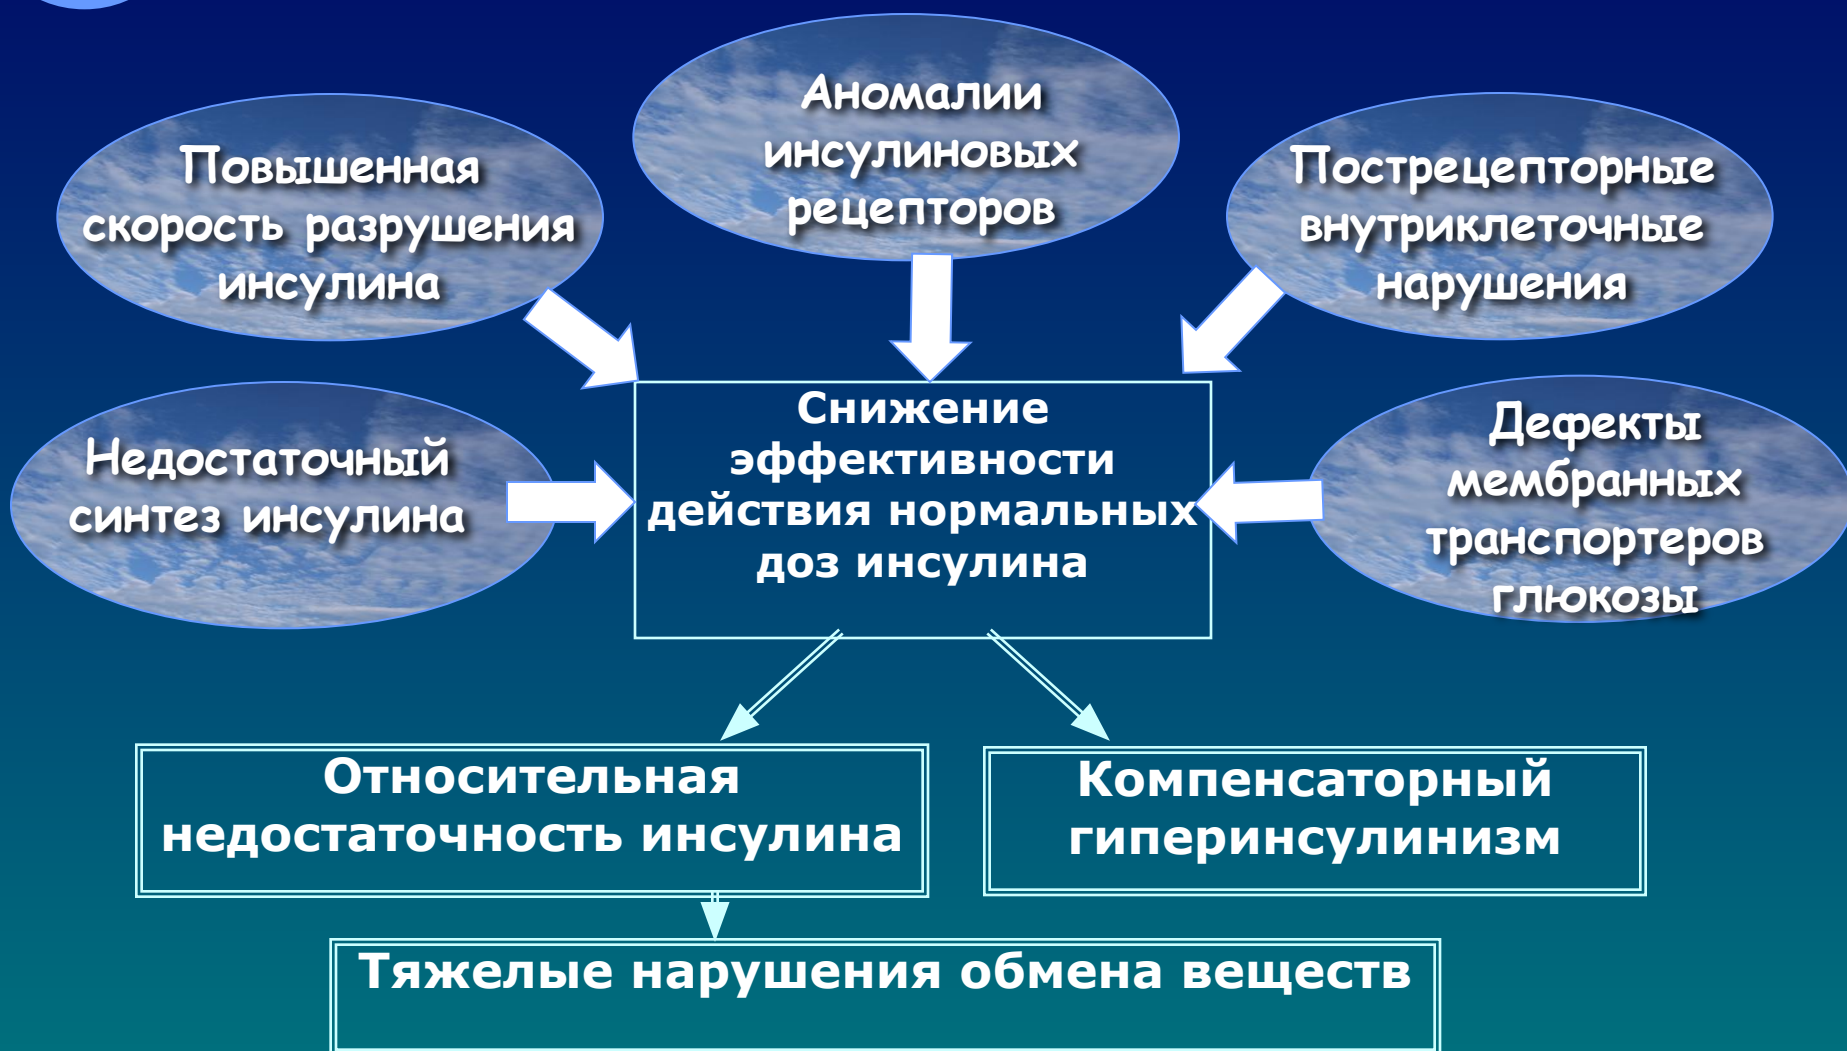 Аномалии
инсулиновых
рецепторов
Повышенная
скорость разрушения
инсулина
Пострецепторные
внутриклеточные
нарушения
Недостаточный
синтез инсулина
Снижение
эффективности
действия нормальных
доз инсулина
Дефекты
мембранных
транспортеров
глюкозы
Относительная
недостаточность инсулина
Компенсаторный
гиперинсулинизм
Тяжелые нарушения обмена веществ